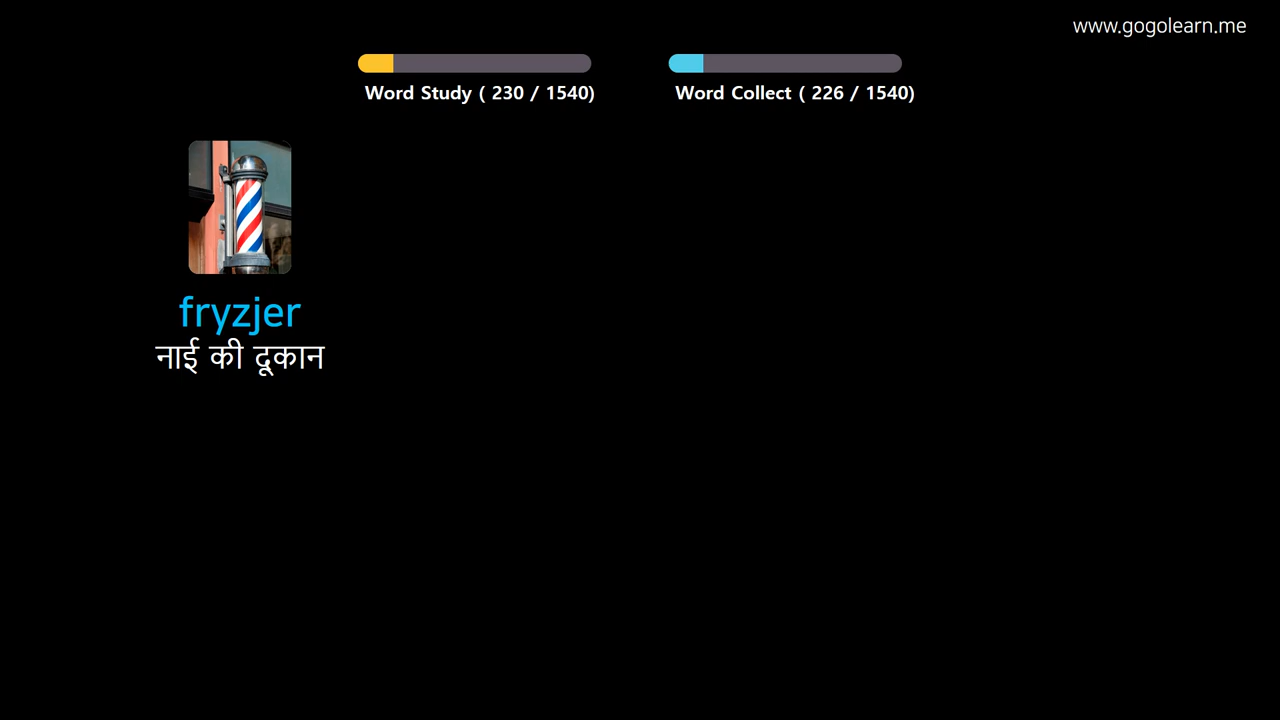 www.gogolearn.me
Word Study ( 230 / 1540)
Word Collect ( 226 / 1540)
fryzjer
नाई की दूकान